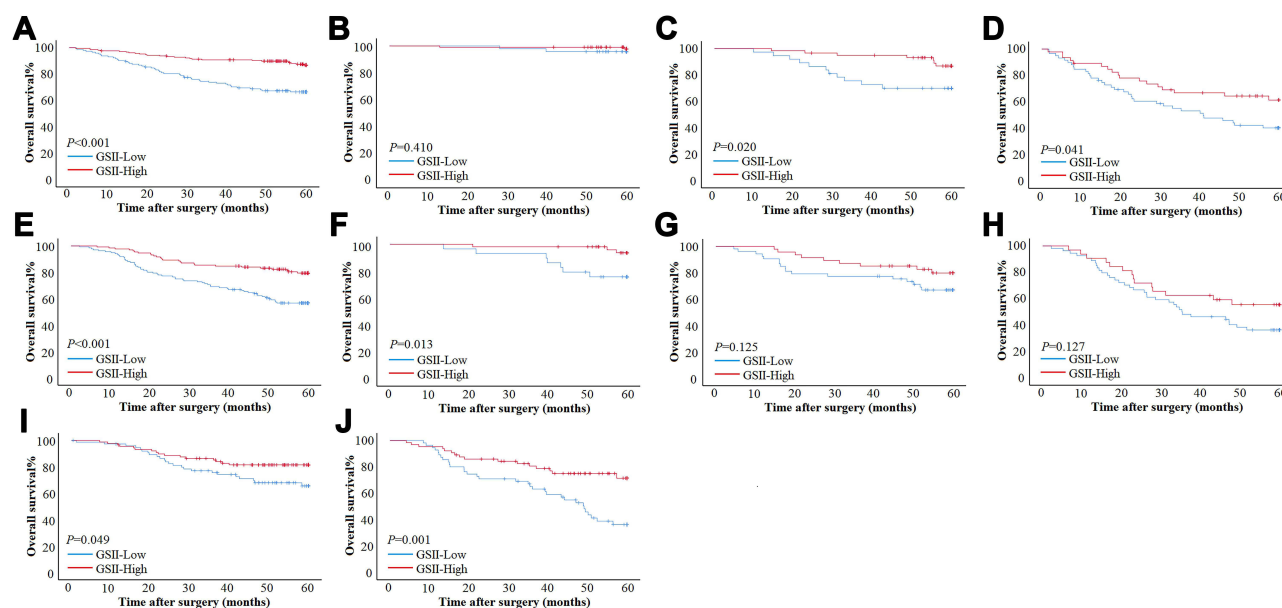 A
Overall survival%
100
80
60
40
20
0
P<0.001
GSII-Low
GSII-High
0 10 20 30 40 50 60
Time after surgery (months)
B
Overall survival%
100
80
60
40
20
0
P=0.410
GSII-Low
GSII-High
0 10 20 30 40 50 60
Time after surgery (months)
C
Overall survival%
100
80
60
40
20
0
P=0.020
GSII-Low
GSII-High
0 10 20 30 40 50 60
Time after surgery (months)
D
Overall survival%
100
80
60
40
20
0
P=0.041
GSII-Low
GSII-High
0 10 20 30 40 50 60
Time after surgery (months)
E
Overall survival%
100
80
60
40
20
0
P<0.001
GSII-Low
GSII-High
0 10 20 30 40 50 60
Time after surgery (months)
F
Overall survival%
100
80
60
40
20
0
P=0.013
GSII-Low
GSII-High
0 10 20 30 40 50 60
Time after surgery (months)
G
Overall survival%
100
80
60
40
20
0
P=0.125
GSII-Low
GSII-High
0 10 20 30 40 50 60
Time after surgery (months)
H
Overall survival%
100
80
60
40
20
0
P=0.127
GSII-Low
GSII-High
0 10 20 30 40 50 60
Time after surgery (months)
I
Overall survival%
100
80
60
40
20
0
P=0.049
GSII-Low
GSII-High
0 10 20 30 40 50 60
Time after surgery (months)
J
Overall survival%
100
80
60
40
20
0
P=0.001
GSII-Low
GSII-High
0 10 20 30 40 50 60
Time after surgery (months)